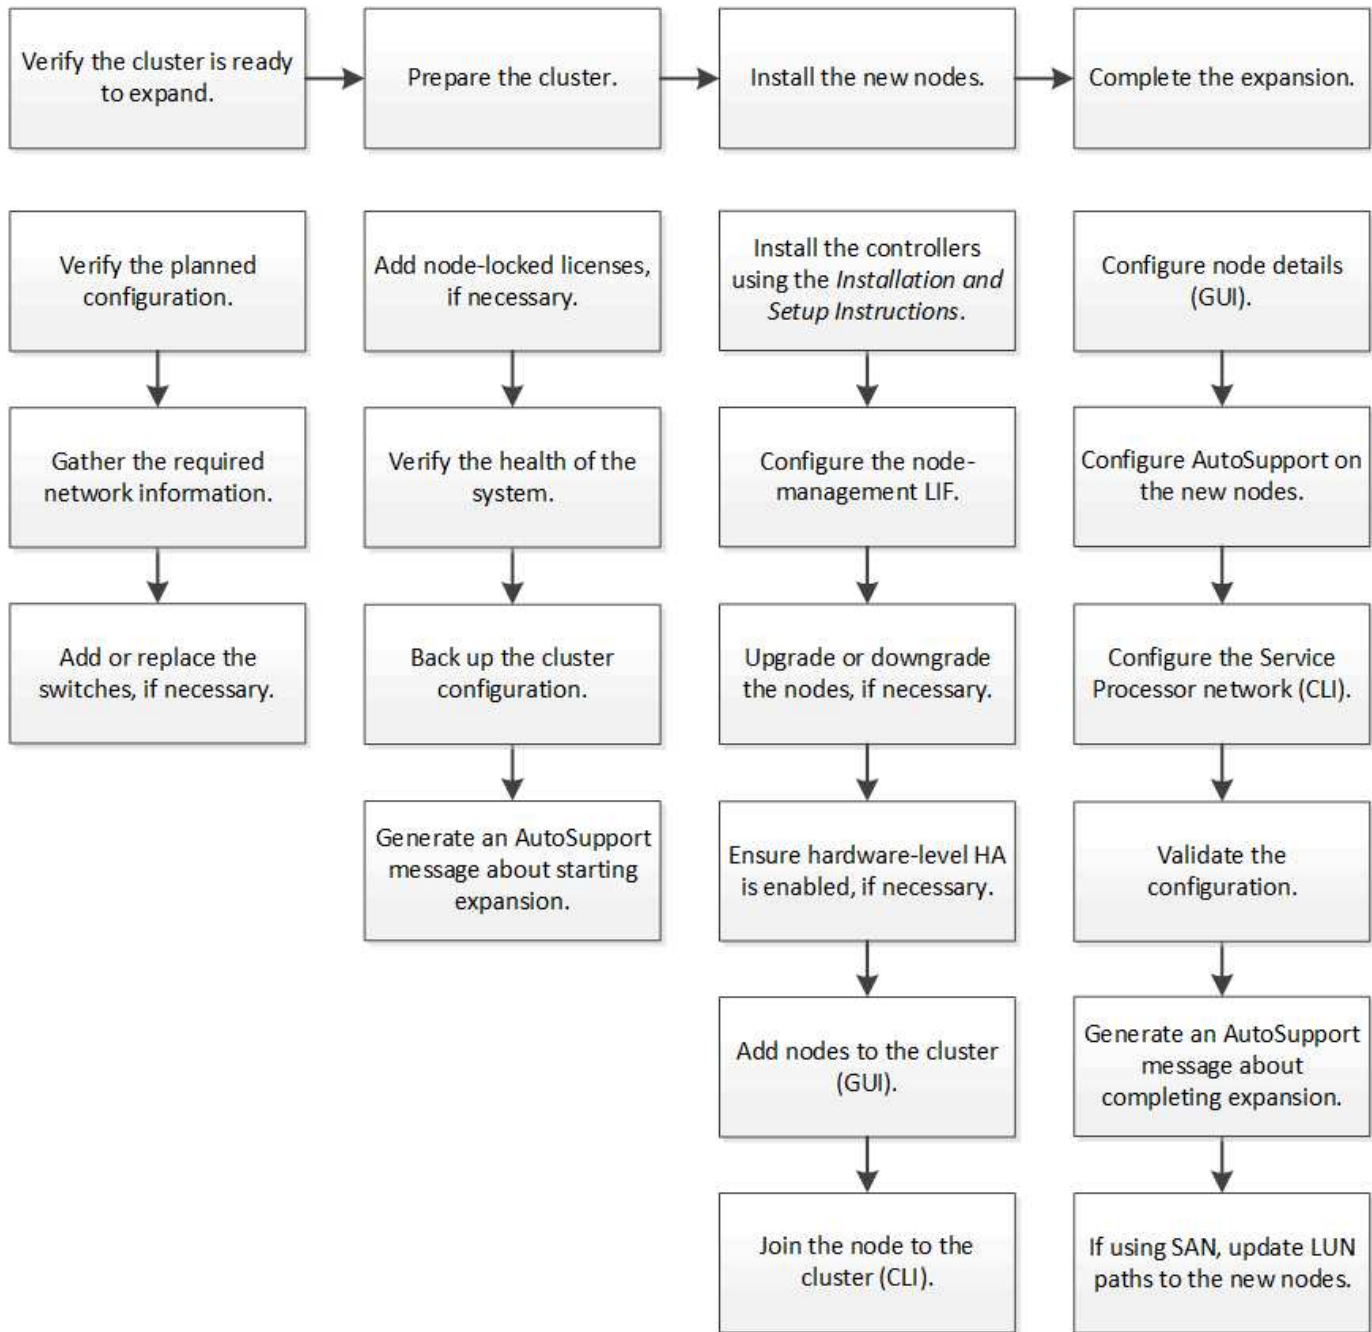 Verify the cluster is ready
to expand.
Prepare the cluster.
Install the new nodes.
Complete the expansion.
Verify the planned
configuration.
Gather the required
network information.
Add or replace the
switches, if necessary.
Add node-locked licenses,
if necessary.
Verify the health of the
system.
Back up the cluster
configuration.
Generate an AutoSupport
message about starting
expansion.
Install the controllers
using the Installation and
Setup Instructions.
Configure the node-
management LIF.
Upgrade or downgrade
the nodes, if necessary.
Ensure hardware-level HA
is enabled, if necessary.
Add nodes to the cluster
(GUI).
Join the node to the
cluster (CLI).
Configure node details
(GUI).
Configure AutoSupport on
the new nodes.
Configure the Service
Processor network (CLI).
Validate the
configuration.
Generate an AutoSupport
message about
completing expansion.
If using SAN, update LUN
paths to the new nodes.